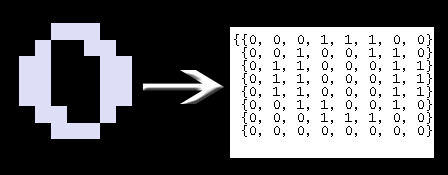 {{0, 0, 0, 1, 1, 1, 0, 0}
{0, 0, 1, 0, 0, 1, 1, 0}
{0, 1, 1, 0, 0, 0, 1, 1}
{0, 1, 1, 0, 0, 0, 1, 1}
{0, 1, 1, 0, 0, 0, 1, 1}
{0, 0, 1, 1, 0, 0, 1, 0}
{0, 0, 0, 1, 1, 1, 0, 0}
{0, 0, 0, 0, 0, 0, 0, 0}